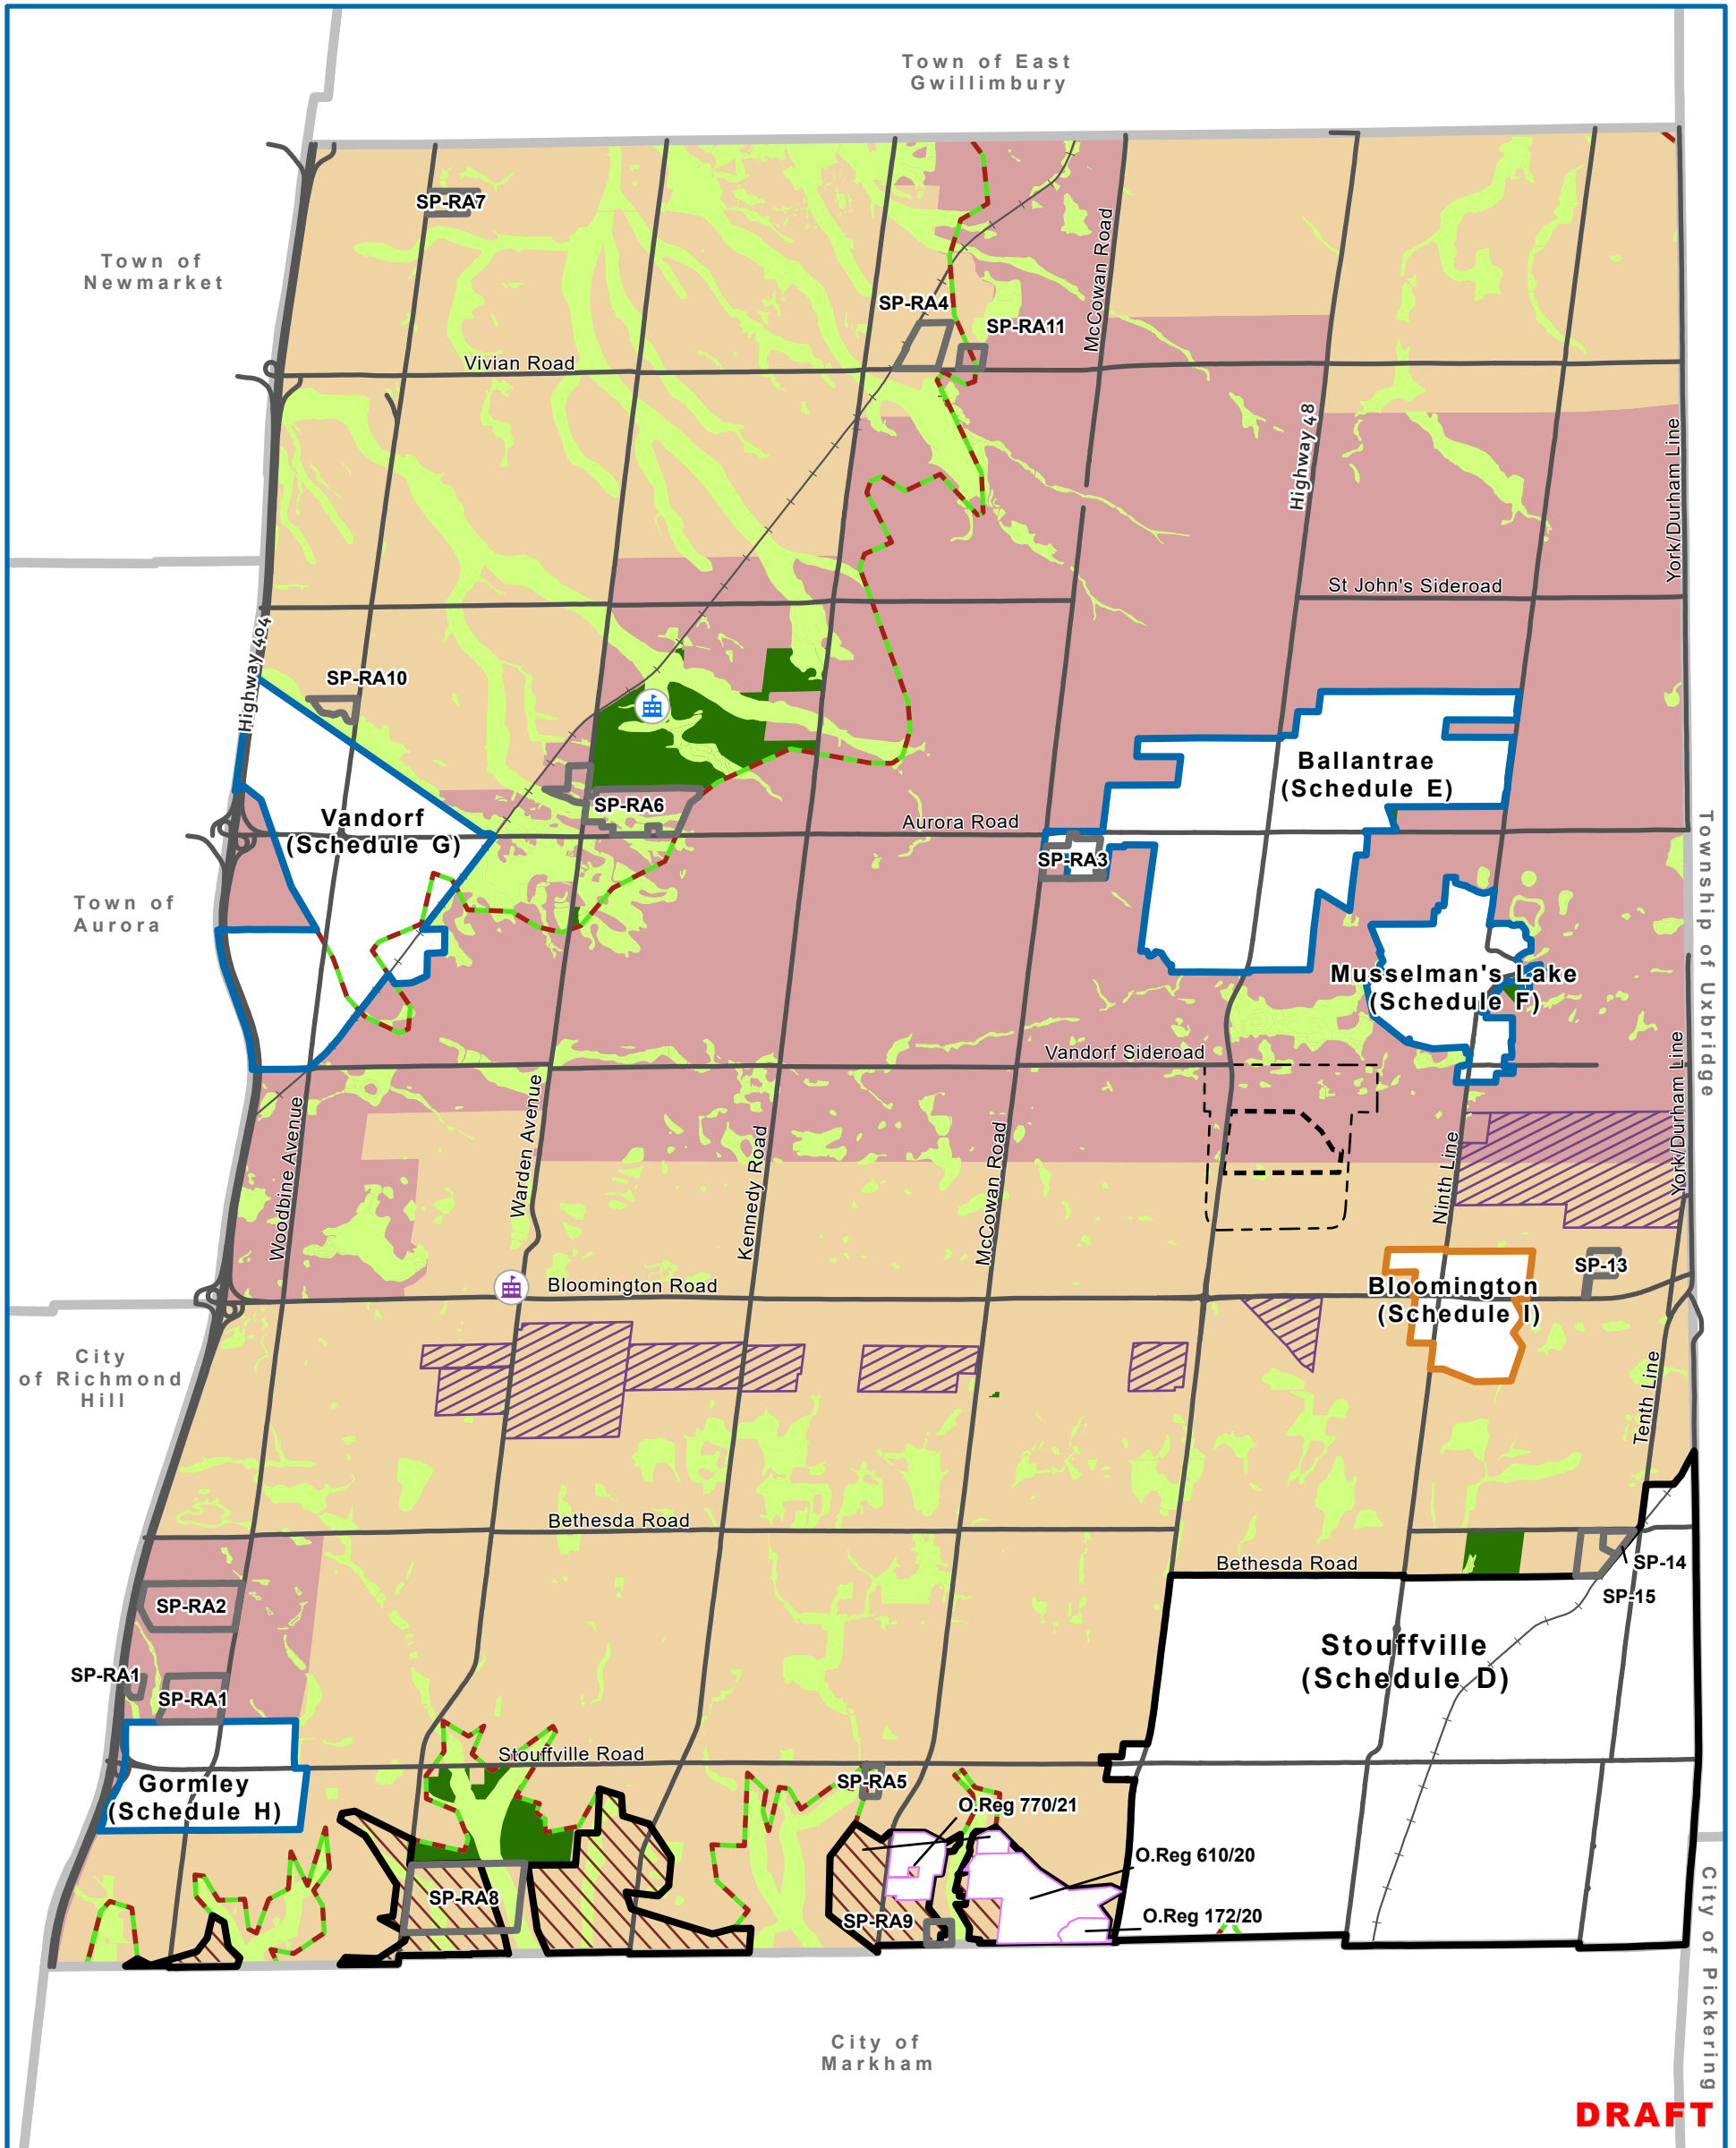 Town of East
Gwillimbury
SP-RA7
Town of
Newmarket
McCowan Road
SP-RA4
SP-RA11
Vivian Road
Highway 48
York/Durham Line
St John's Sideroad
Highway 404
SP-RA10
Ballantrae
(Schedule E)
Vandorf
(Schedule G)
SP-RA6
Aurora Road
SP-RA3
Township of Uxbridge
Town of
Aurora
Musselman's Lake
(Schedule F)
Vandorf Sideroad
York/Durham Line
Woodbine Avenue
Warden Avenue
Kennedy Road
McCowan Road
Ninth Line
SP-13
Bloomington Road
Bloomington
(Schedule I)
City
of Richmond
Hill
Tenth Line
Bethesda Road
Bethesda Road
SP-14
SP-15
SP-RA2
Stouffville
(Schedule D)
SP-RA1
SP-RA1
Stouffville Road
Gormley
(Schedule H)
SP-RA5
O.Reg 770/21
O.Reg 610/20
SP-RA8
SP-RA9
O.Reg 172/20
City of Pickering
City of
Markham
DRAFT